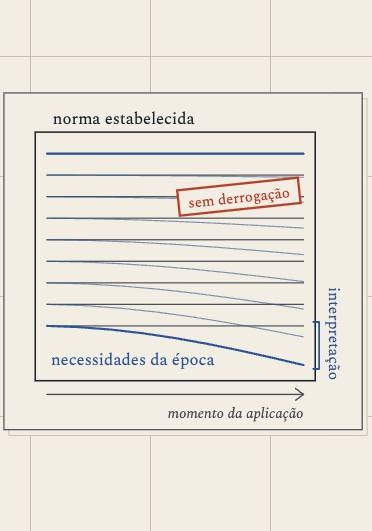 norma estabelecida
sem derrogação
necessidades da época
interpretação
momento da aplicação